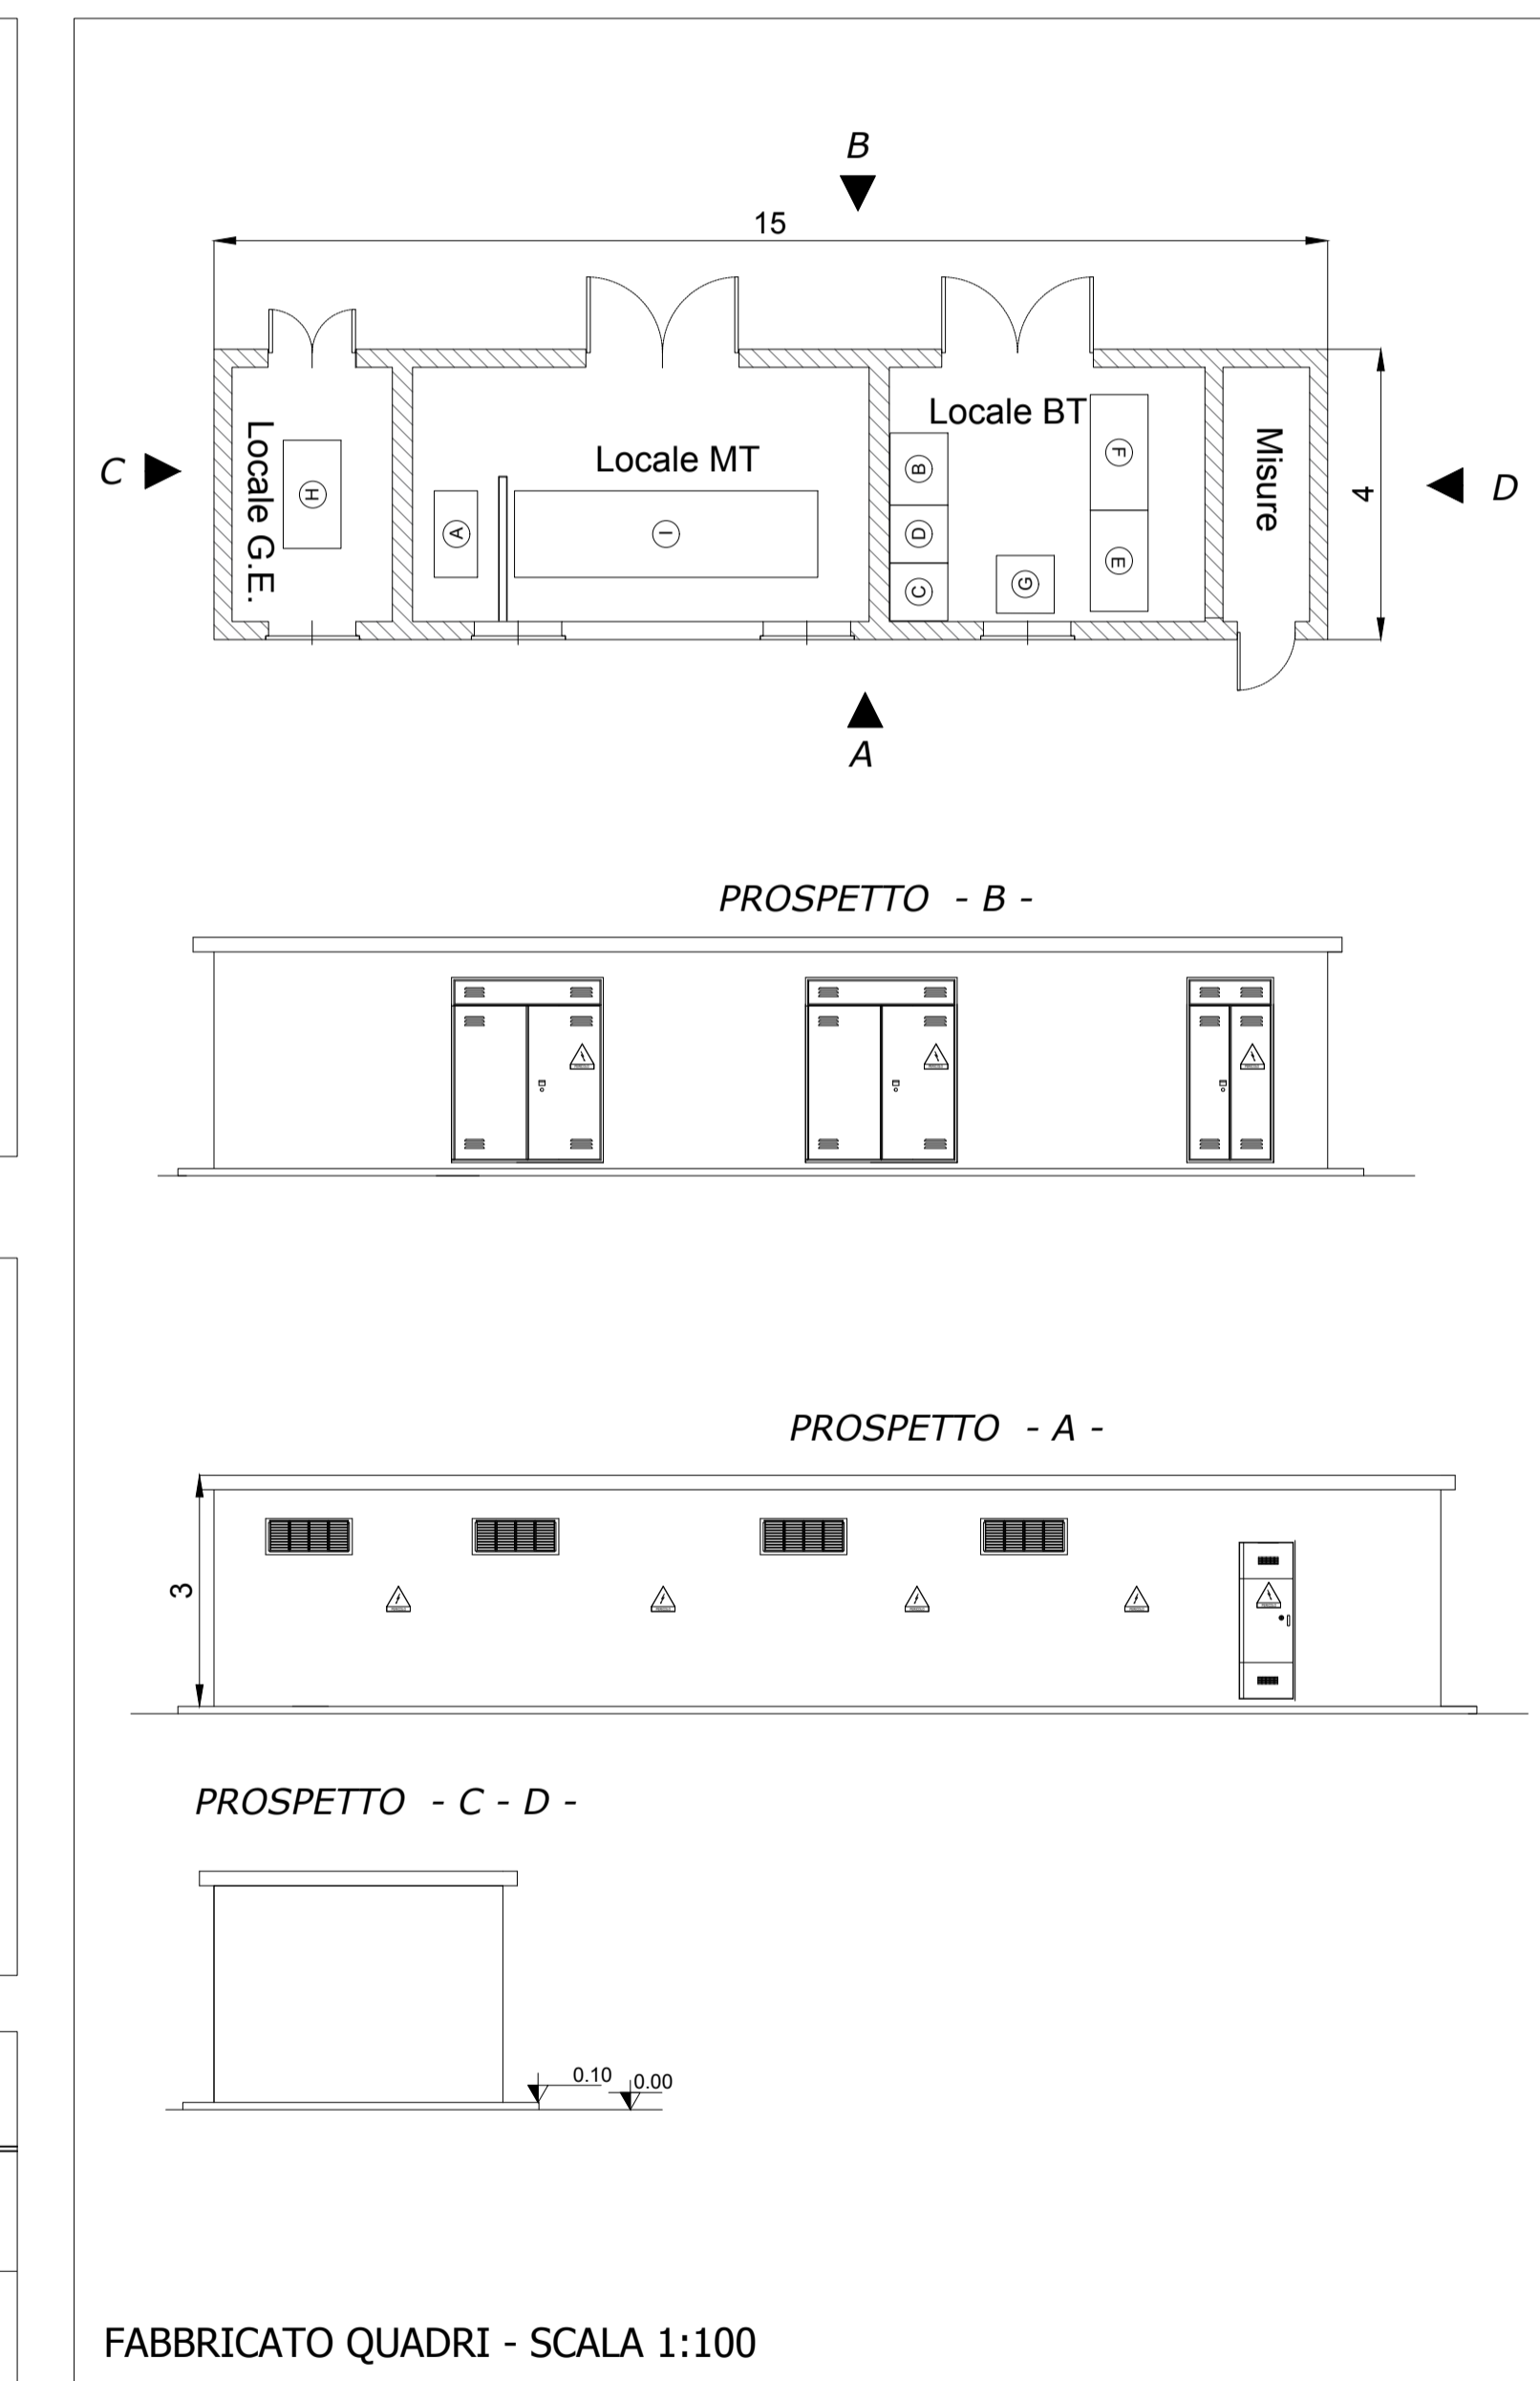 B
15
C
Locale G.E.
H
A
Locale MT
I
Locale BT
B
D
C
G
F
E
Misure
4
D
A
PROSPETTO - B -
PROSPETTO - A -
3
PROSPETTO - C - D -
0.10
0.00
FABBRICATO QUADRI - SCALA 1:100